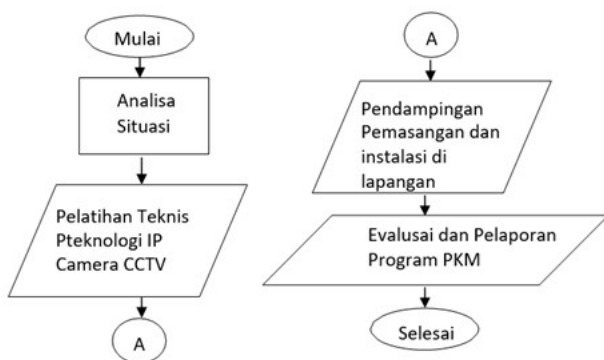 Mulai
Analisa
Situasi
Pelatihan Teknis
Pteknologi IP
Camera CCTV
A
A
Pendampingan
Pemasangan dan
instalasi di
lapangan
Evalusai dan Pelaporan
Program PKM
Selesai